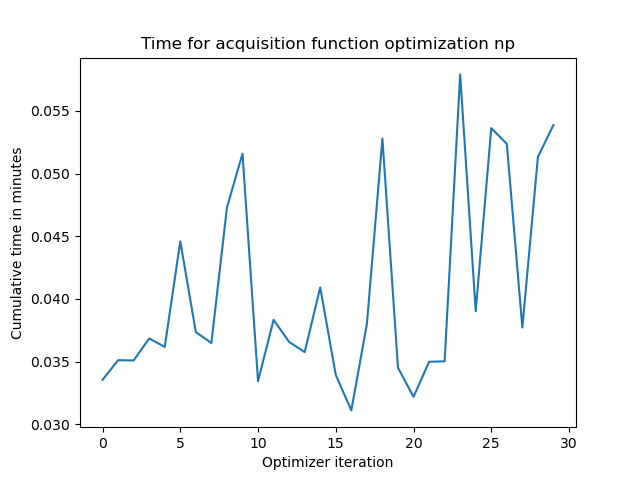 Time for acquisition function optimization np
Cumulative time in minutes
0.055
0.050
0.045
0.040
0.035
0.030
0 5 10 15 20 25 30
Optimizer iteration